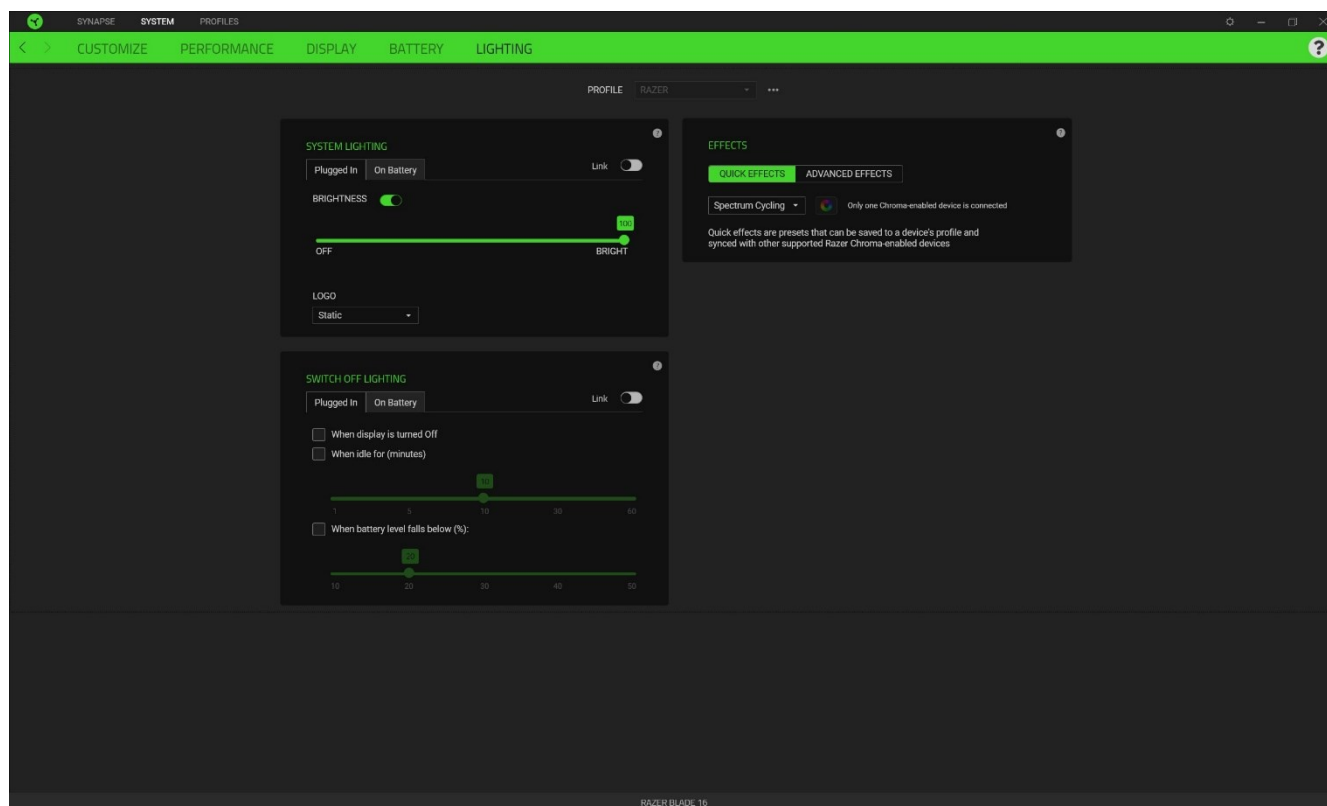 SYNAPSE SYSTEM PROFILES
CUSTOMIZE PERFORMANCE DISPLAY BATTERY LIGHTING
?
PROFILE RAZER
SYSTEM LIGHTING
Plugged In On Battery Link
BRIGHTNESS
100
OFF BRIGHT
LOGO
Static
SWITCH OFF LIGHTING
Plugged In On Battery Link
When display is turned Off
When idle for (minutes)
10
1 5 10 30 60
When battery level falls below (%):
20
10 20 30 40 50
?
?
?
EFFECTS
QUICK EFFECTS ADVANCED EFFECTS
Spectrum Cycling Only one Chroma-enabled device is connected
Quick effects are presets that can be saved to a device's profile and
synced with other supported Razer Chroma-enabled devices
RAZER BLADE 16